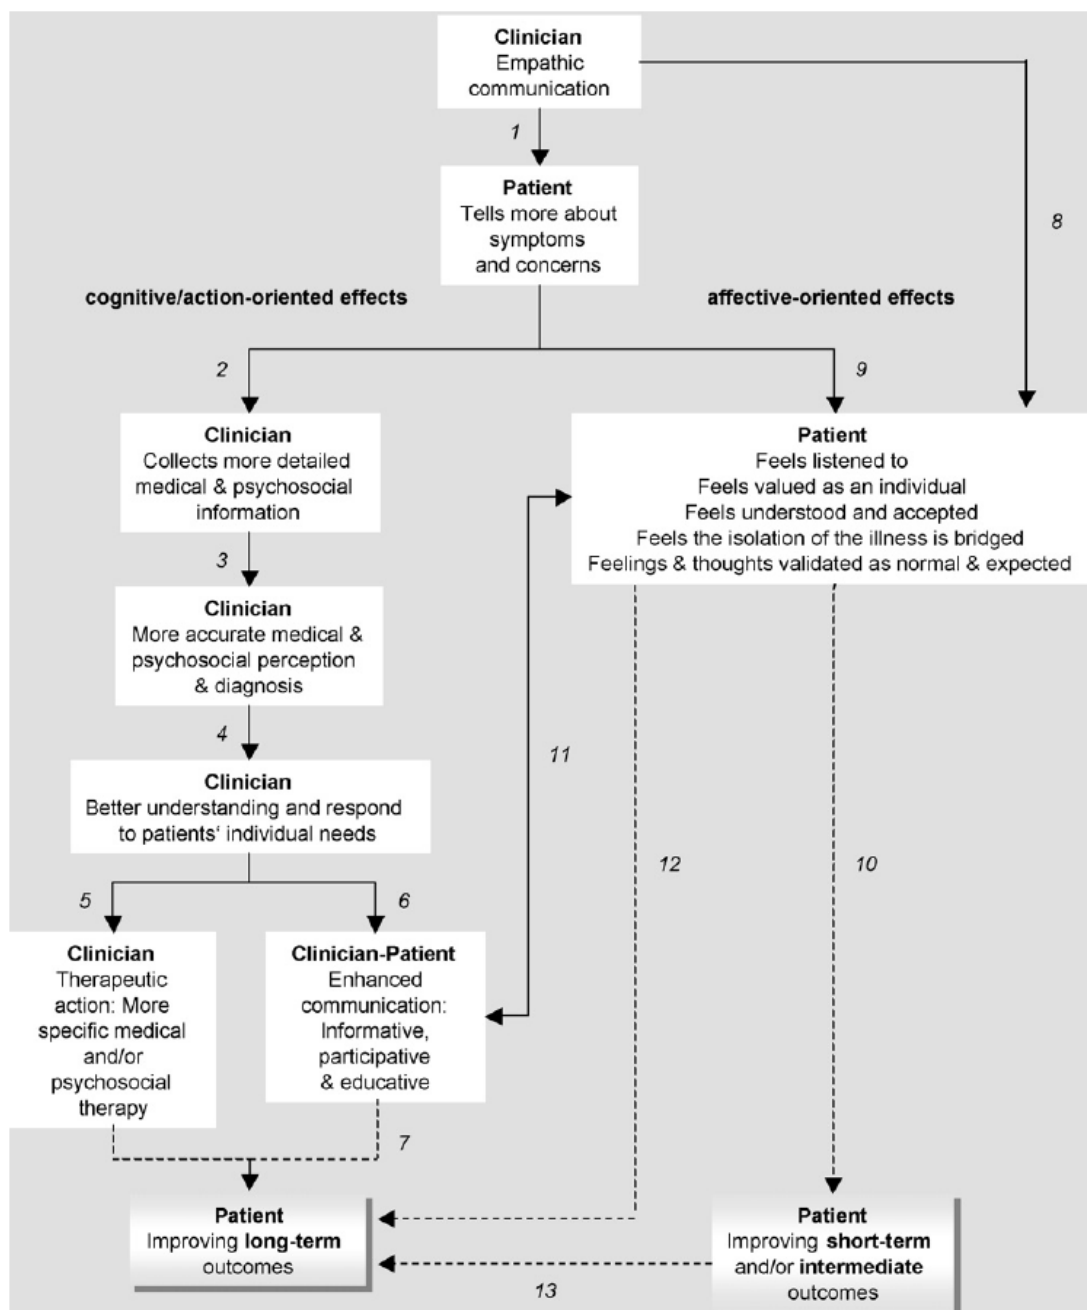 Clinician
Empathic
communication
1
8
Patient
Tells more about
symptoms
and concerns
cognitive/action-oriented effects
affective-oriented effects
2
9
Clinician
Collects more detailed
medical & psychosocial
information
Patient
Feels listened to
Feels valued as an individual
Feels understood and accepted
Feels the isolation of the illness is bridged
Feelings & thoughts validated as normal & expected
3
Clinician
More accurate medical &
psychosocial perception
& diagnosis
4
11
Clinician
Better understanding and respond
to patients‘ individual needs
12
10
5
6
Clinician
Therapeutic
action: More
specific medical
and/or
psychosocial
therapy
Clinician-Patient
Enhanced
communication:
Informative,
participative
& educative
7
Patient
Improving long-term
outcomes
Patient
Improving short-term
and/or intermediate
outcomes
13